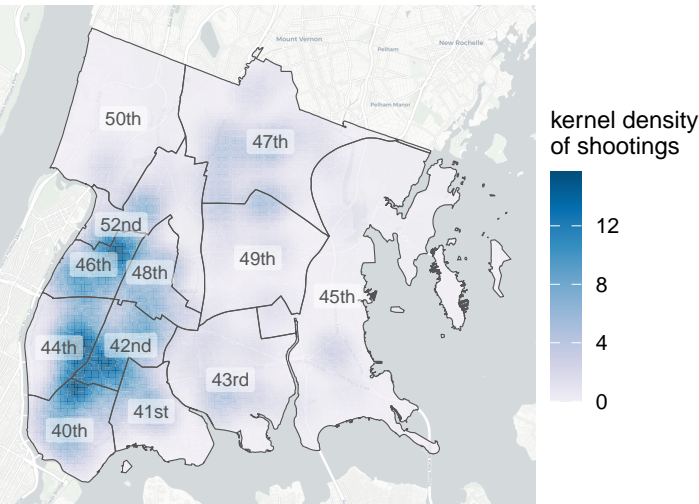 Mount Vernon
Pelham
New Rochelle
Pelham Manor
50th
47th
52nd
46th
48th
49th
45th
44th
42nd
43rd
41st
40th
kernel density
of shootings
12
8
4
0